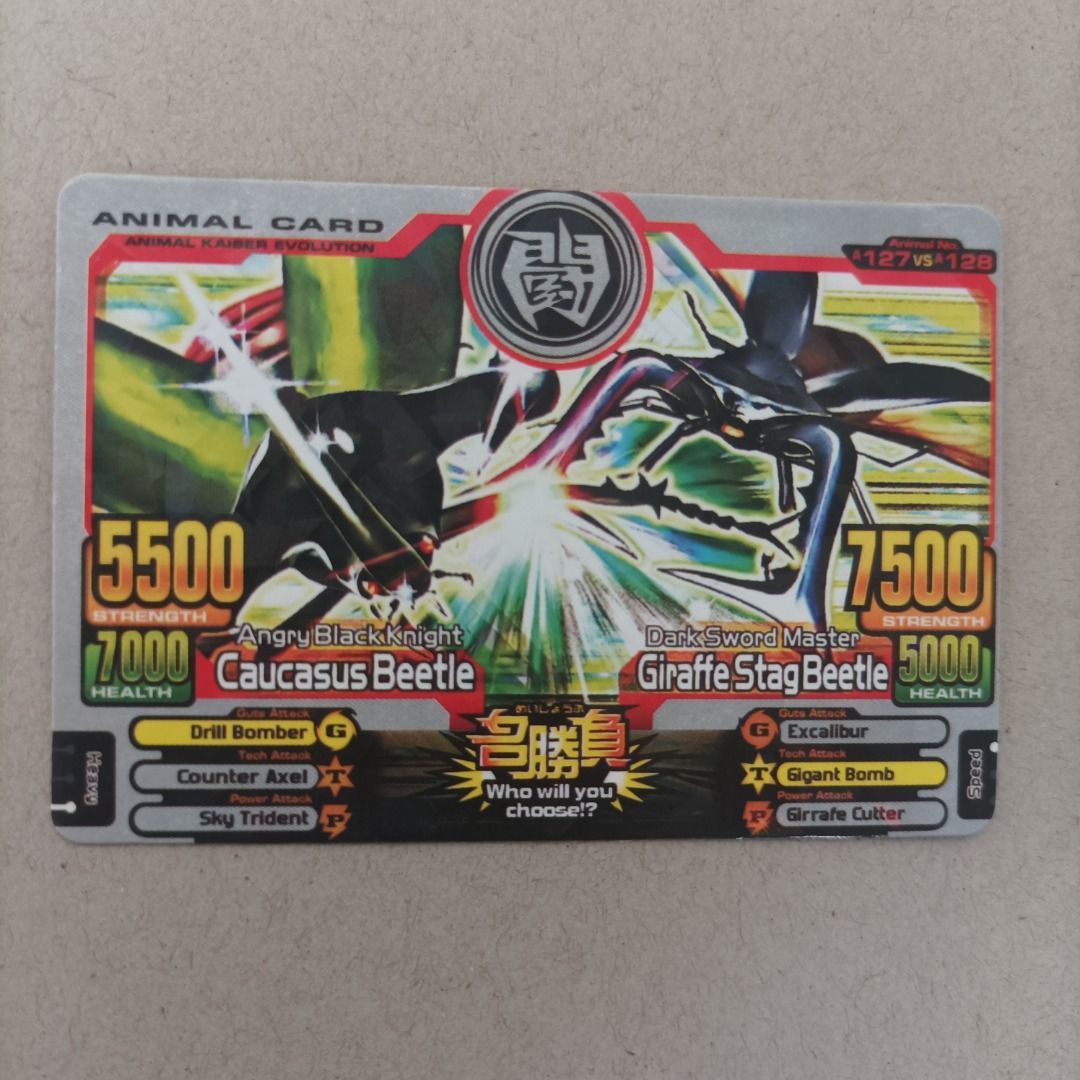 ANIMAL CARD
ANIMAL KAISER EVOLUTION
闘
Animal No.
A127 VS A128
5500
STRENGTH
7000
HEALTH
Angry Black Knight
Caucasus Beetle
7500
STRENGTH
5000
HEALTH
Dark Sword Master
Giraffe Stag Beetle
Heavy
Guts Attack
Drill Bomber G
Tech Attack
Counter Axel T
Power Attack
Sky Trident P
めいしょうぶ
名勝負
Who will you
choose!?
Guts Attack
G Excalibur
Tech Attack
T Gigant Bomb
Power Attack
P Girrafe Cutter
Speed